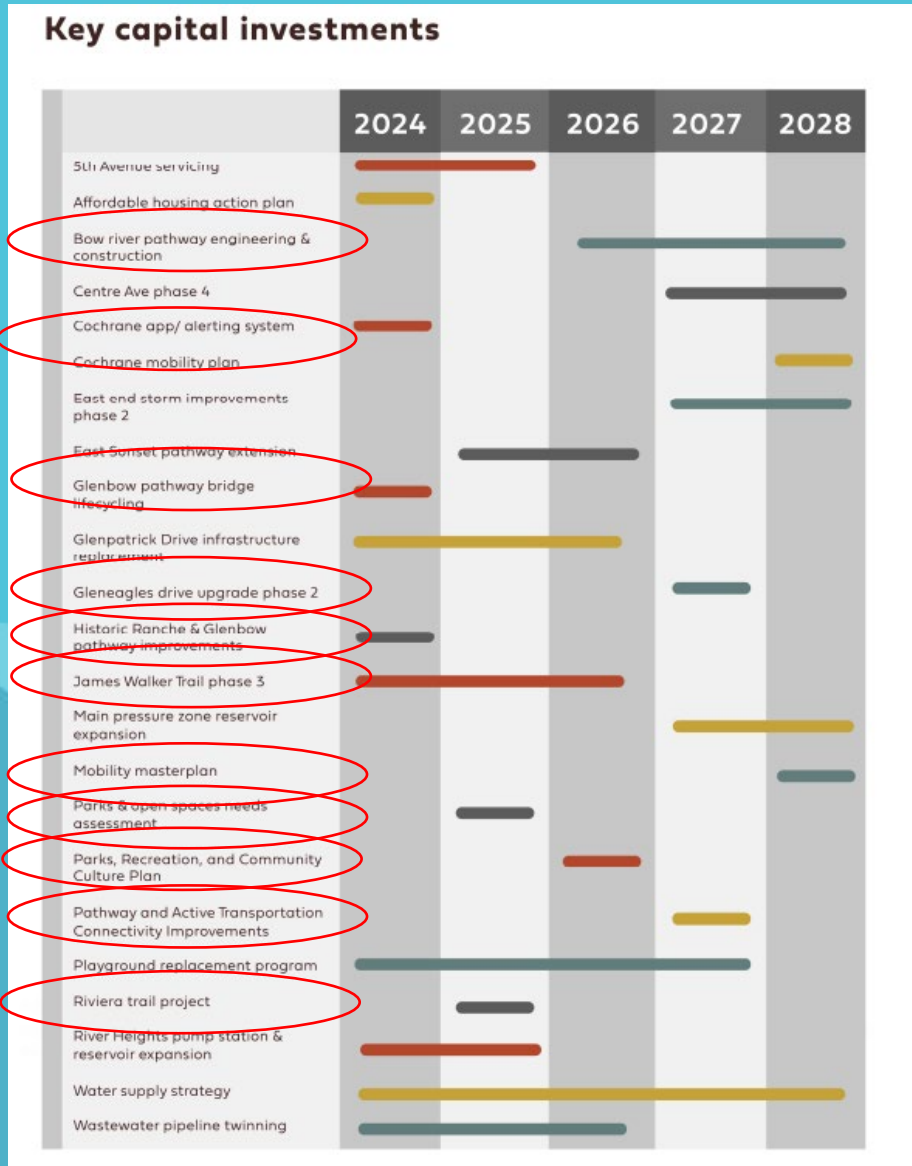 Key capital investments
2024 2025 2026 2027 2028
5th Avenue servicing
Affordable housing action plan
Bow river pathway engineering &
construction
Centre Ave phase 4
Cochrane app/ alerting system
Cochrane mobility plan
East end storm improvements
phase 2
East Sunset pathway extension
Glenbow pathway bridge
lifecycling
Glenpatrick Drive infrastructure
replacement
Gleneagles drive upgrade phase 2
Historic Ranche & Glenbow
pathway improvements
James Walker Trail phase 3
Main pressure zone reservoir
expansion
Mobility masterplan
Parks & open spaces needs
assessment
Parks, Recreation, and Community
Culture Plan
Pathway and Active Transportation
Connectivity Improvements
Playground replacement program
Riviera trail project
River Heights pump station &
reservoir expansion
Water supply strategy
Wastewater pipeline twinning